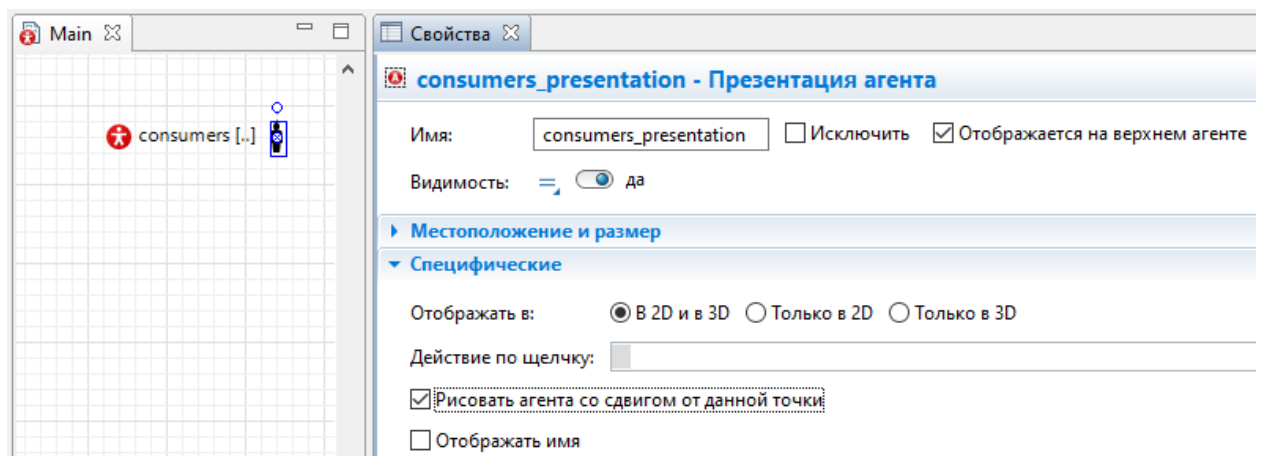 Main
consumers [..]
Свойства
consumers_presentation - Презентация агента
Имя: consumers_presentation Исключить Отображается на верхнем агенте
Видимость: = да
Местоположение и размер
Специфические
Отображать в: В 2D и в 3D Только в 2D Только в 3D
Действие по щелчку:
Рисовать агента со сдвигом от данной точки
Отображать имя